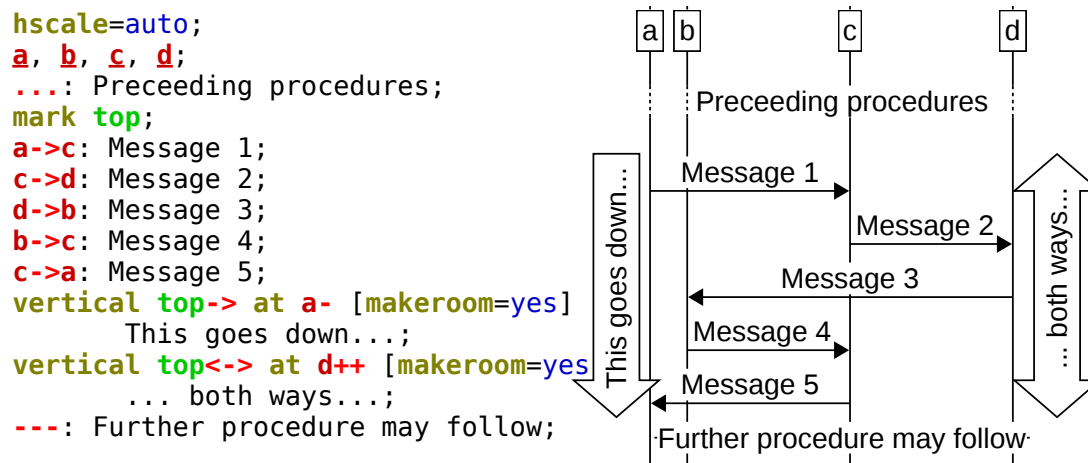 hscale=auto;
a, b, c, d;
...: Preceeding procedures;
mark top;
a->c: Message 1;
c->d: Message 2;
d->b: Message 3;
b->c: Message 4;
c->a: Message 5;
vertical top-> at a- [makeroom=yes]
This goes down...;
vertical top<-> at d++ [makeroom=yes
... both ways...;
---: Further procedure may follow;
a b c d
Preceeding procedures
Message 1
Message 2
Message 3
Message 4
Message 5
This goes down...
... both ways...
Further procedure may follow